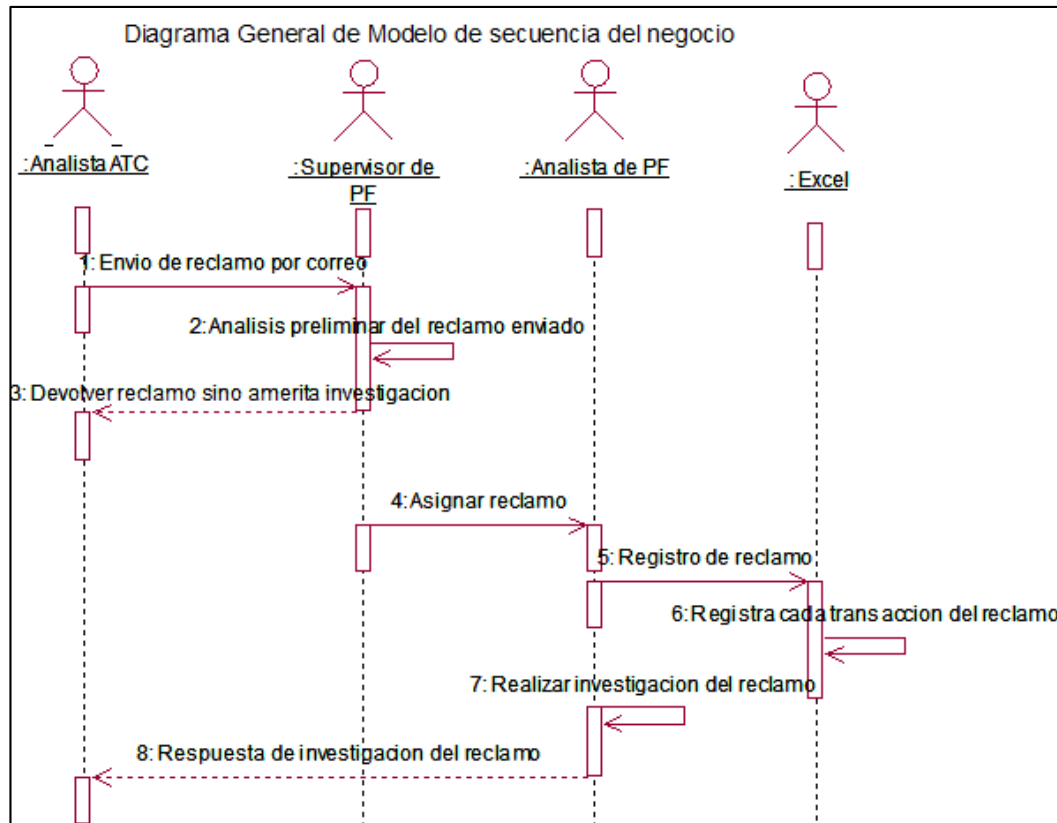 Diagrama General de Modelo de secuencia del negocio
:Analista ATC
:Supervisor de
PF
:Analista de PF
:Excel
1: Envio de reclamo por correo
2: Analisis preliminar del reclamo enviado
3: Devolver reclamo sino amerita investigacion
4: Asignar reclamo
5: Registro de reclamo
6: Registra cada transaccion del reclamo
7: Realizar investigacion del reclamo
8: Respuesta de investigacion del reclamo